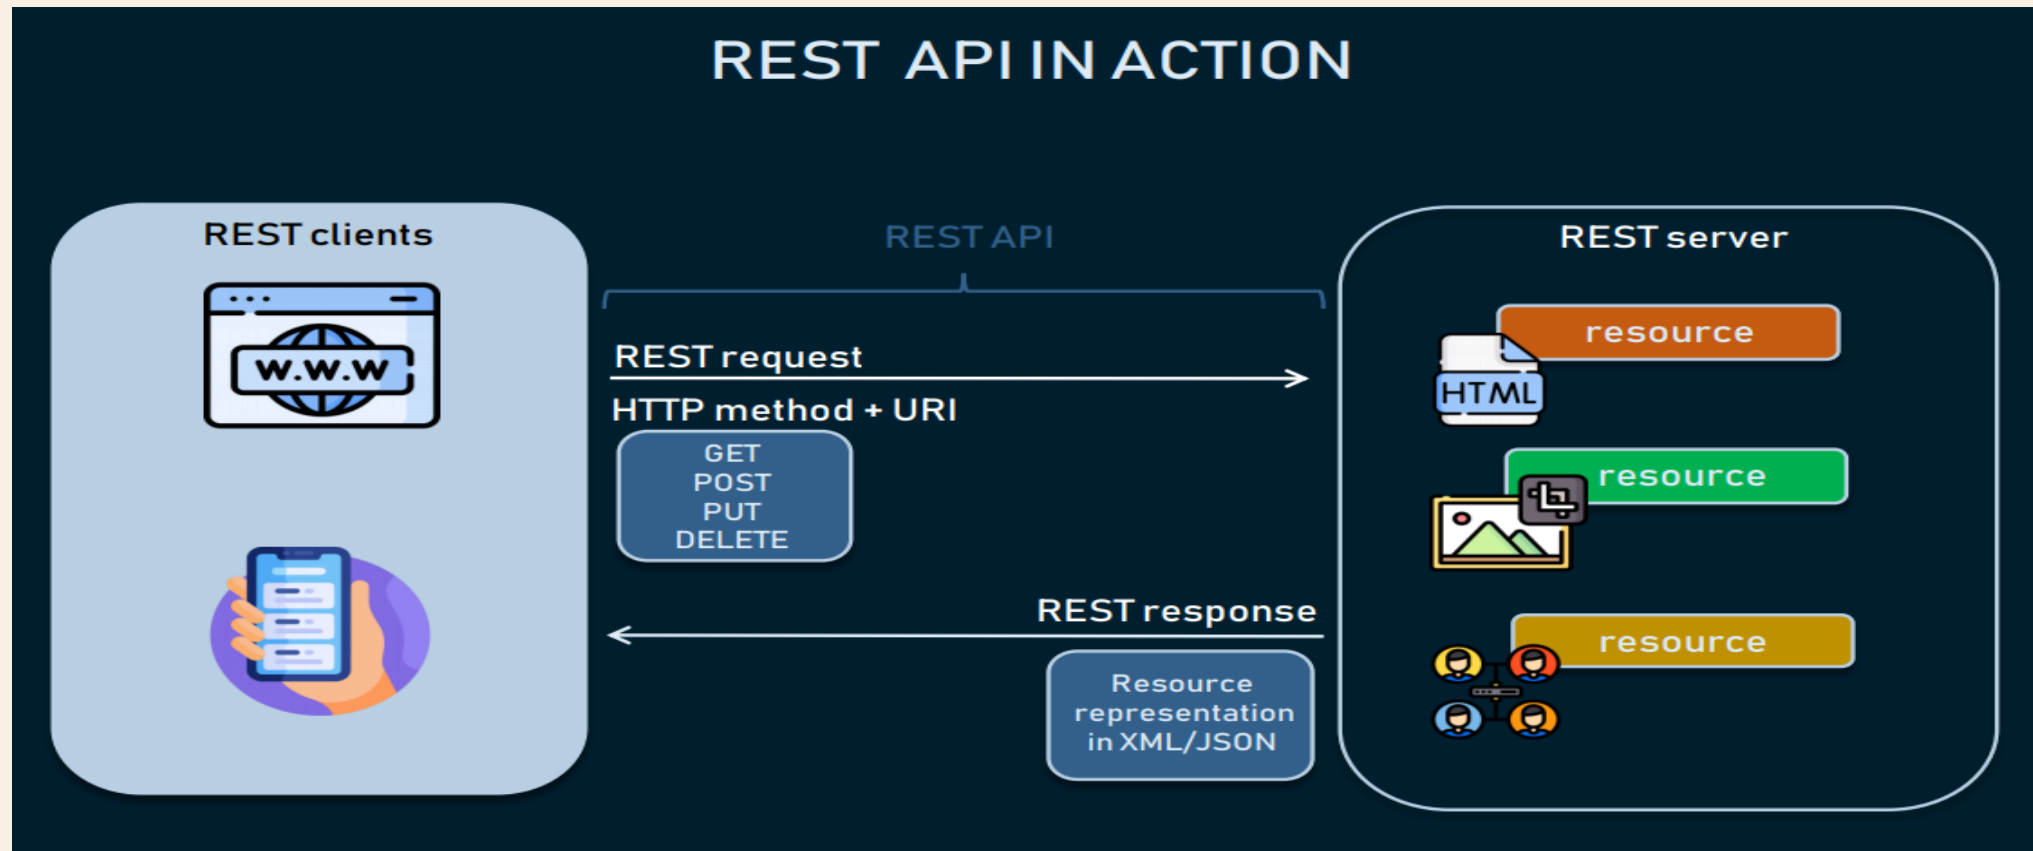 REST API IN ACTION
REST clients
W.W.W
REST API
REST request
HTTP method + URI
GET
POST
PUT
DELETE
REST response
Resource
representation
in XML/JSON
REST server
resource
HTML
resource
resource